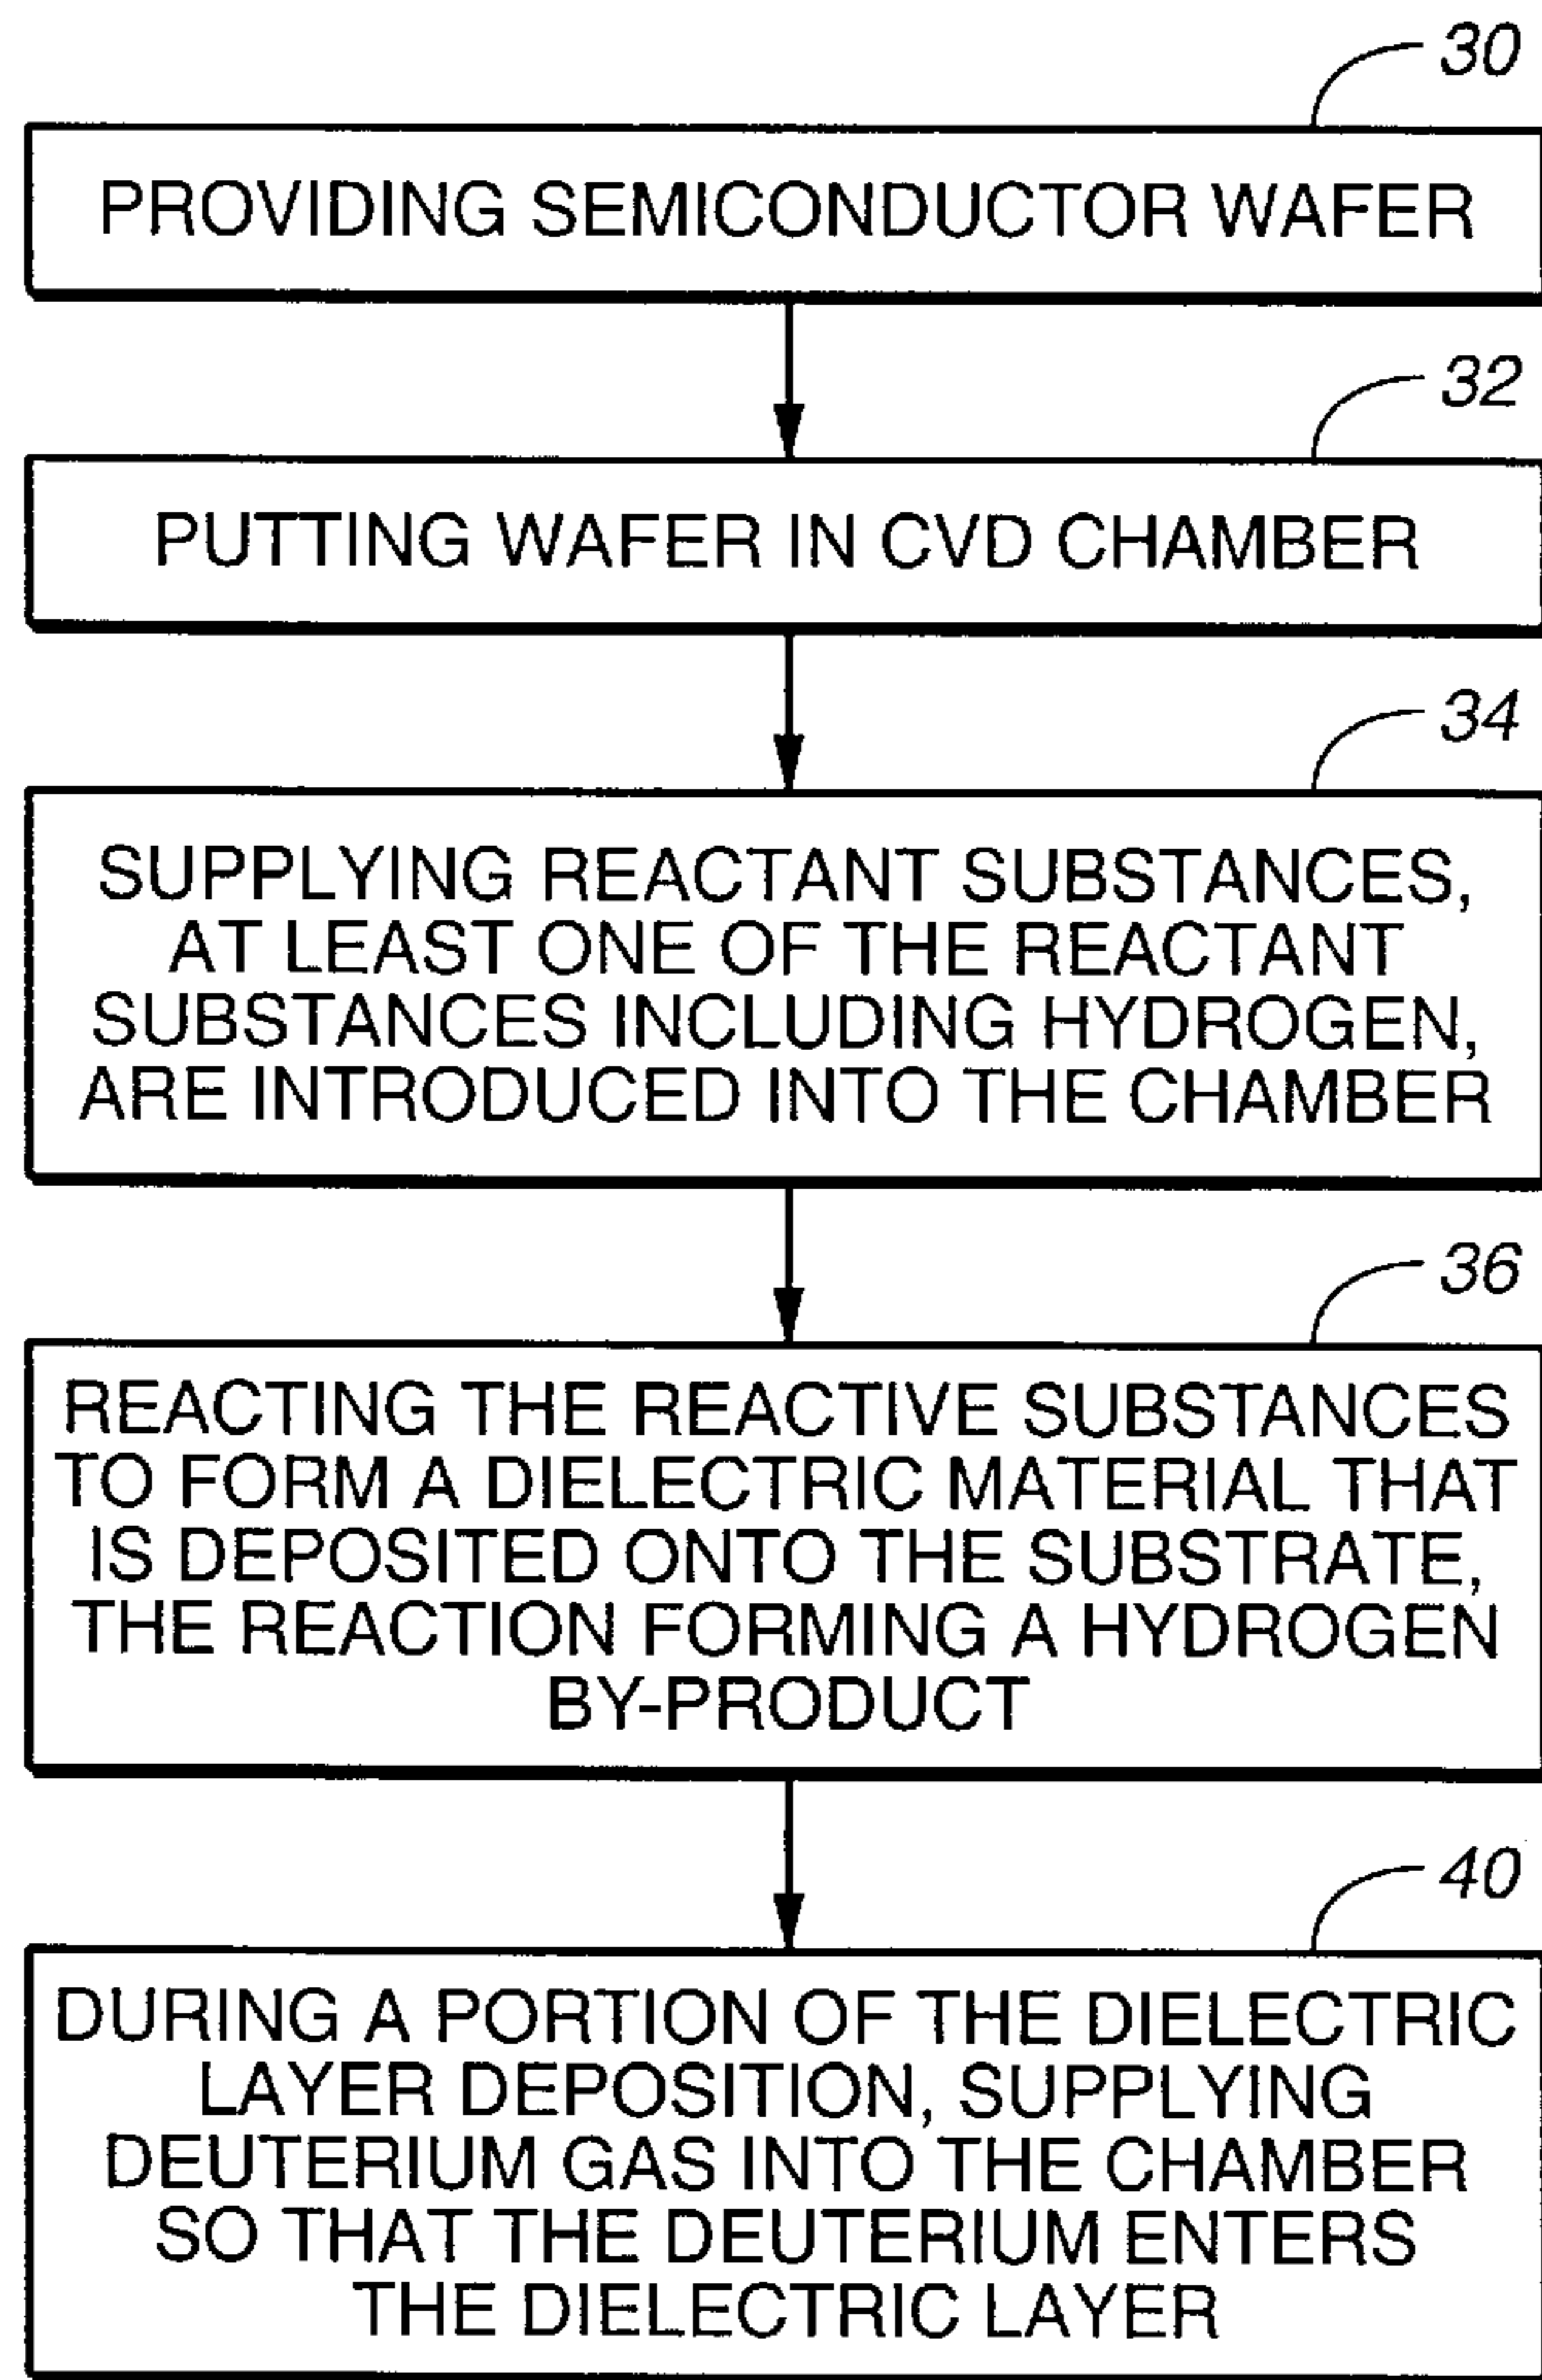 30
PROVIDING SEMICONDUCTOR WAFER
32
PUTTING WAFER IN CVD CHAMBER
34
SUPPLYING REACTANT SUBSTANCES,
AT LEAST ONE OF THE REACTANT
SUBSTANCES INCLUDING HYDROGEN,
ARE INTRODUCED INTO THE CHAMBER
36
REACTING THE REACTIVE SUBSTANCES
TO FORM A DIELECTRIC MATERIAL THAT
IS DEPOSITED ONTO THE SUBSTRATE,
THE REACTION FORMING A HYDROGEN
BY-PRODUCT
40
DURING A PORTION OF THE DIELECTRIC
LAYER DEPOSITION, SUPPLYING
DEUTERIUM GAS INTO THE CHAMBER
SO THAT THE DEUTERIUM ENTERS
THE DIELECTRIC LAYER